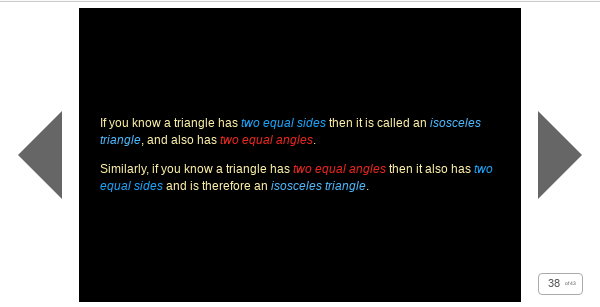 If you know a triangle has two equal sides then it is called an isosceles
triangle, and also has two equal angles.
Similarly, if you know a triangle has two equal angles then it also has two
equal sides and is therefore an isosceles triangle.
38 of 43